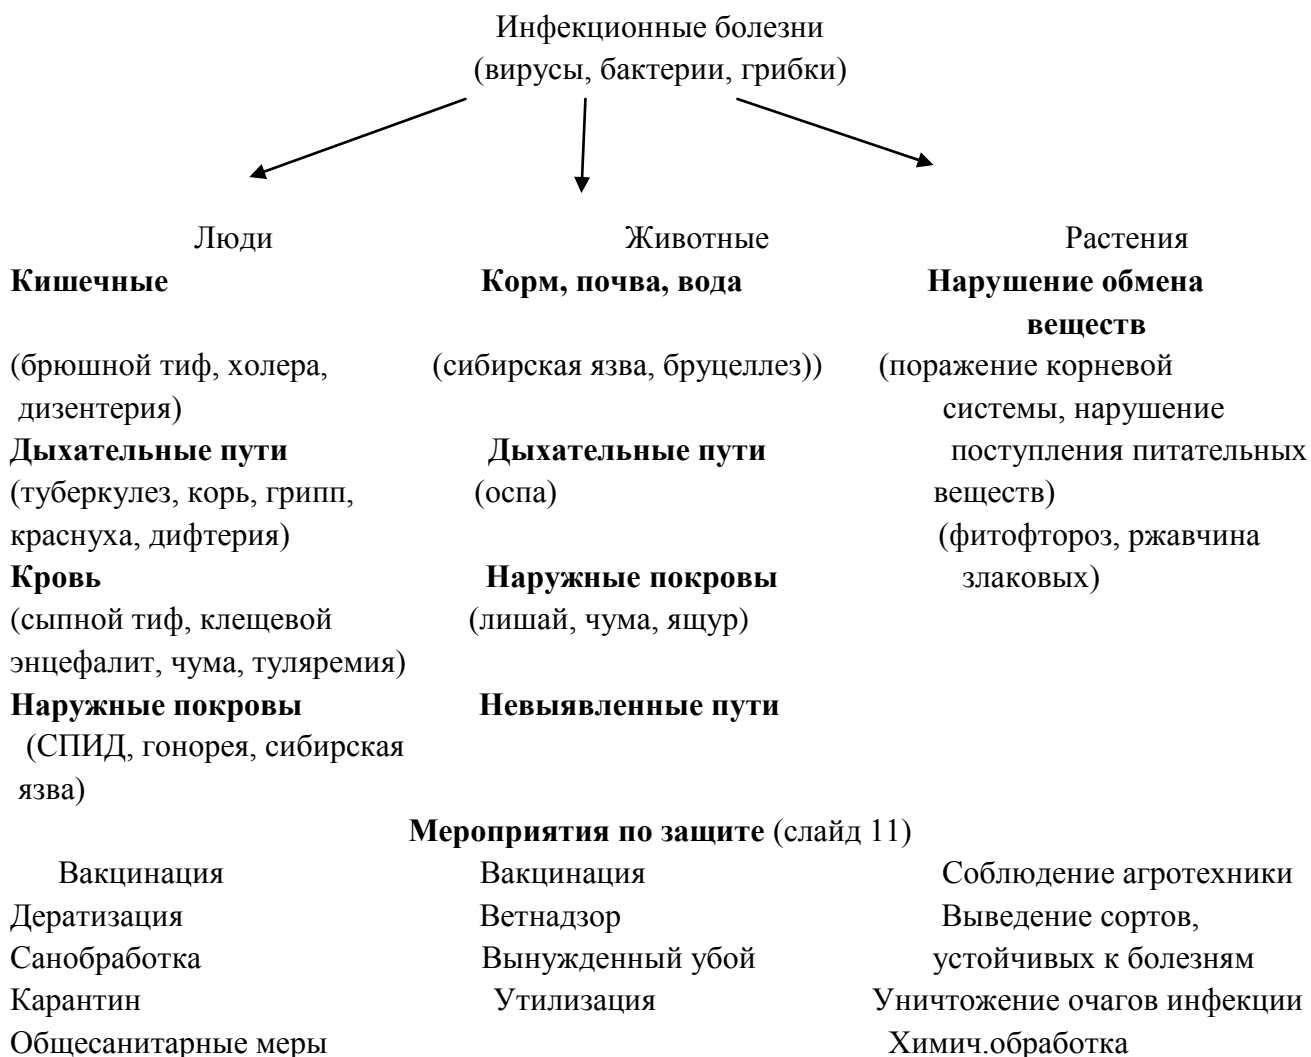 Инфекционные болезни
(вирусы, бактерии, грибки)
Люди Животные Растения
Кишечные Корм, почва, вода Нарушение обмена
веществ
(брюшной тиф, холера, (сибирская язва, бруцеллез)) (поражение корневой
дизентерия) системы, нарушение
Дыхательные пути Дыхательные пути поступления питательных
(туберкулез, корь, грипп, (оспа) веществ)
краснуха, дифтерия) (фитофтороз, ржавчина
Кровь Наружные покровы злаковых)
(сыпной тиф, клещевой (лишай, чума, ящур)
энцефалит, чума, туляремия)
Наружные покровы Невыявленные пути
(СПИД, гонорея, сибирская
язва)
Мероприятия по защите (слайд 11)
Вакцинация Вакцинация Соблюдение агротехники
Дератизация Ветнадзор Выведение сортов,
Санобработка Вынужденный убой устойчивых к болезням
Карантин Утилизация Уничтожение очагов инфекции
Общесанитарные меры Химич.обработка